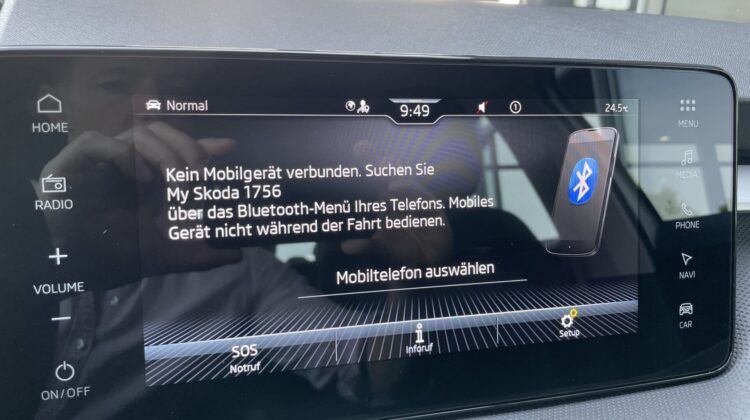 Normal
9:49
1
24.5°C
HOME
RADIO
+
VOLUME
−
ON/OFF
Kein Mobilgerät verbunden. Suchen Sie
My Skoda 1756
über das Bluetooth-Menü Ihres Telefons. Mobiles
Gerät nicht während der Fahrt bedienen.
Mobiltelefon auswählen
SOS
Notruf
Inforuf
Setup
MENU
MEDIA
PHONE
NAVI
CAR